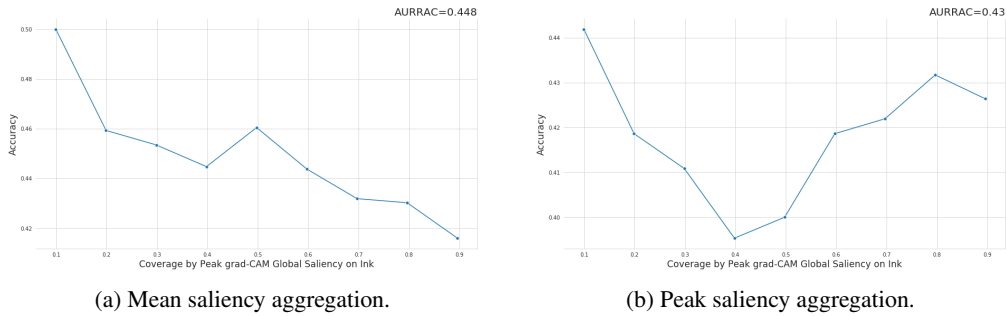 AURRAC=0.448
0.50
0.48
0.46
0.44
0.42
Accuracy
0.1 0.2 0.3 0.4 0.5 0.6 0.7 0.8 0.9
Coverage by Peak grad-CAM Global Saliency on Ink
(a) Mean saliency aggregation.
AURRAC=0.43
0.44
0.43
0.42
0.41
0.40
Accuracy
0.1 0.2 0.3 0.4 0.5 0.6 0.7 0.8 0.9
Coverage by Peak grad-CAM Global Saliency on Ink
(b) Peak saliency aggregation.